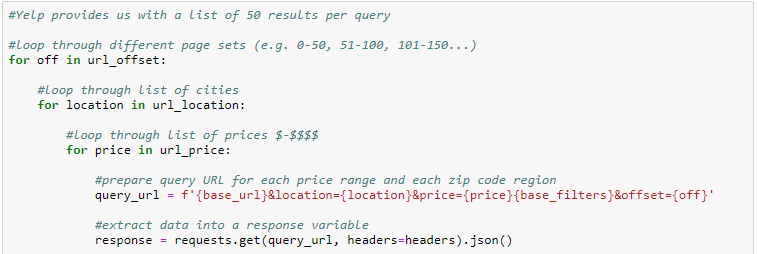 #Yelp provides us with a list of 50 results per query
#loop through different page sets (e.g. 0-50, 51-100, 101-150...)
for off in url_offset:
#loop through list of cities
for location in url_location:
#loop through list of prices $-$$$$
for price in url_price:
#prepare query URL for each price range and each zip code region
query_url = f'{base_url}&location={location}&price={price}{base_filters}&offset={off}'
#extract data into a response variable
response = requests.get(query_url, headers=headers).json()